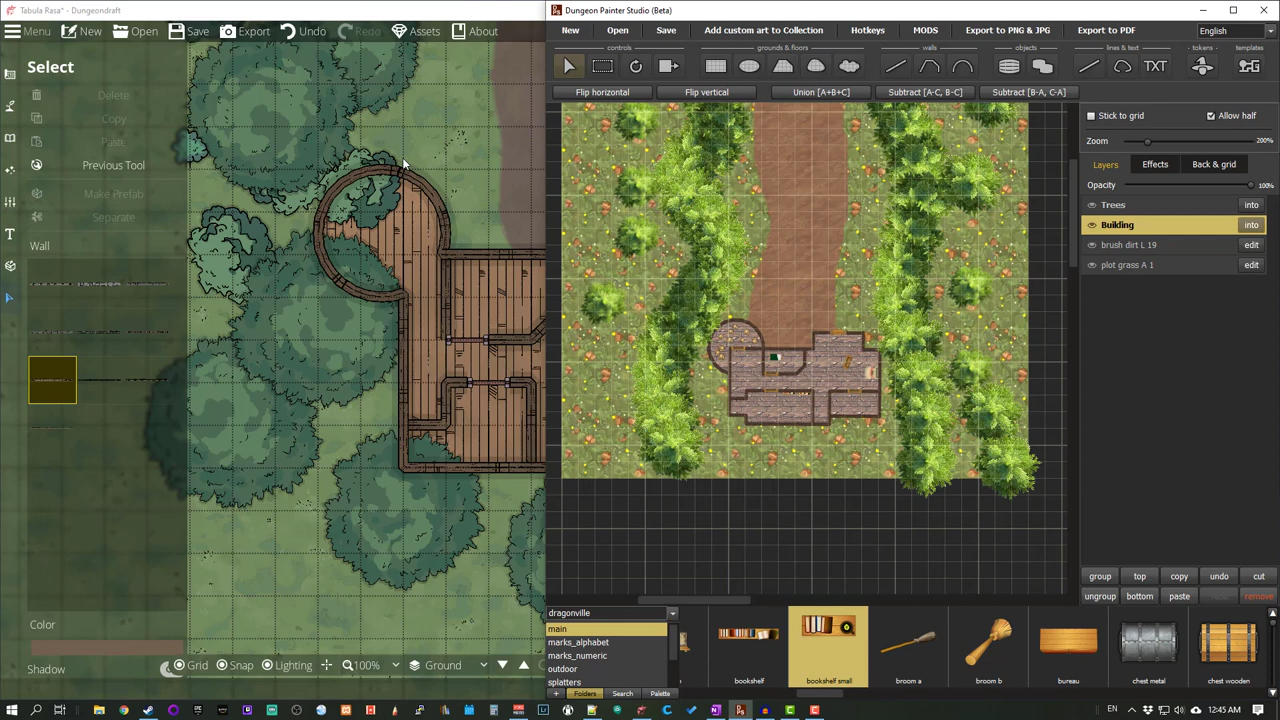 Tabula Rasa* - Dungeondraft
Menu New Open Save Export Undo Redo Assets About
Select
Delete
Copy
Paste
Previous Tool
Make Prefab
Separate
Wall
Color
Shadow
Grid Snap Lighting 100% Ground
Dungeon Painter Studio (Beta)
New Open Save Add custom art to Collection Hotkeys MODS Export to PNG & JPG Export to PDF English
controls grounds & floors walls objects lines & text tokens templates
TXT
Flip horizontal Flip vertical Union [A+B+C] Subtract [A-C, B-C] Subtract [B-A, C-A]
Stick to grid Allow half
Zoom 200%
Layers Effects Back & grid
Opacity 100%
Trees into
Building into
brush dirt L 19 edit
plot grass A 1 edit
group top copy undo cut
ungroup bottom paste remove
dragonville
main
marks_alphabet
marks_numeric
outdoor
splatters
+ Folders Search Palette
bookshelf bookshelf small broom a broom b bureau chest metal chest wooden
EN 12:45 AM